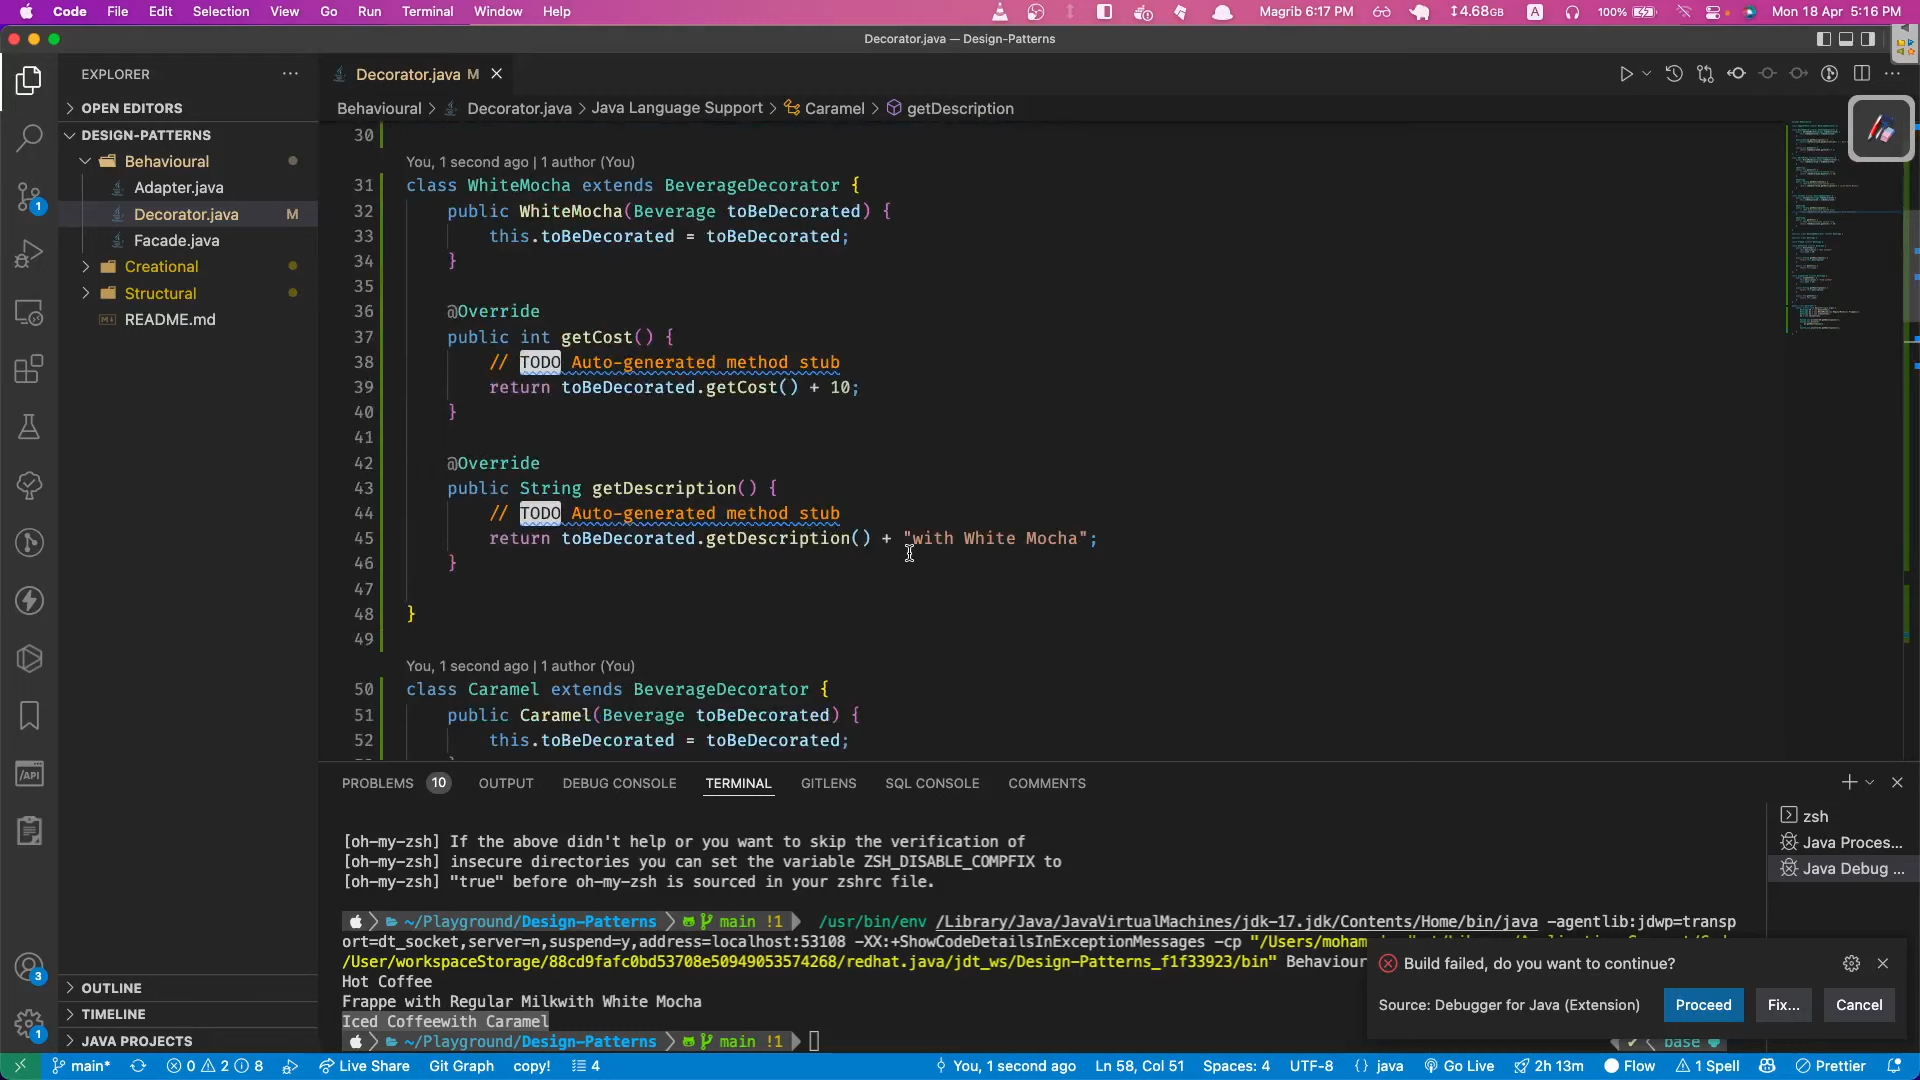 Code File Edit Selection View Go Run Terminal Window Help
Magrib 6:17 PM 4.68GB A 100% Mon 18 Apr 5:16 PM
Decorator.java — Design-Patterns
EXPLORER
Decorator.java M
OPEN EDITORS
DESIGN-PATTERNS
Behavioural
Adapter.java
Decorator.java M
Facade.java
Creational
Structural
README.md
OUTLINE
TIMELINE
JAVA PROJECTS
Behavioural > Decorator.java > Java Language Support > Caramel > getDescription
30
You, 1 second ago | 1 author (You)
31 class WhiteMocha extends BeverageDecorator {
32 public WhiteMocha(Beverage toBeDecorated) {
33 this.toBeDecorated = toBeDecorated;
34 }
35
36 @Override
37 public int getCost() {
38 // TODO Auto-generated method stub
39 return toBeDecorated.getCost() + 10;
40 }
41
42 @Override
43 public String getDescription() {
44 // TODO Auto-generated method stub
45 return toBeDecorated.getDescription() + "with White Mocha";
46 }
47
48 }
49
You, 1 second ago | 1 author (You)
50 class Caramel extends BeverageDecorator {
51 public Caramel(Beverage toBeDecorated) {
52 this.toBeDecorated = toBeDecorated;
PROBLEMS 10 OUTPUT DEBUG CONSOLE TERMINAL GITLENS SQL CONSOLE COMMENTS
[oh-my-zsh] If the above didn't help or you want to skip the verification of
[oh-my-zsh] insecure directories you can set the variable ZSH_DISABLE_COMPFIX to
[oh-my-zsh] "true" before oh-my-zsh is sourced in your zshrc file.
~/Playground/Design-Patterns main !1 /usr/bin/env /Library/Java/JavaVirtualMachines/jdk-17.jdk/Contents/Home/bin/java -agentlib:jdwp=transp
ort=dt_socket,server=n,suspend=y,address=localhost:53108 -XX:+ShowCodeDetailsInExceptionMessages -cp "/Users/moham
/User/workspaceStorage/88cd9fafc0bd53708e50949053574268/redhat.java/jdt_ws/Design-Patterns_f1f33923/bin" Behaviour
Hot Coffee
Frappe with Regular Milkwith White Mocha
Iced Coffeewith Caramel
~/Playground/Design-Patterns main !1
base
zsh
Java Proces...
Java Debug ...
Build failed, do you want to continue?
Source: Debugger for Java (Extension) Proceed Fix... Cancel
1
3
1
/API
main* 0 2 8 Live Share Git Graph copy! 4 You, 1 second ago Ln 58, Col 51 Spaces: 4 UTF-8 {} java Go Live 2h 13m Flow 1 Spell Prettier